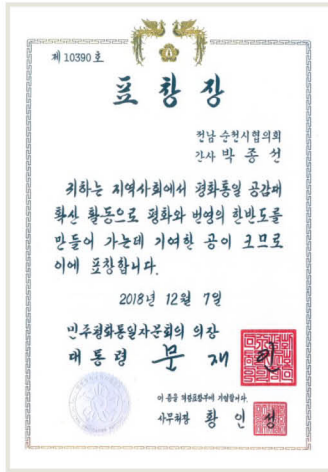 제 10390 호
표 창 장
전남 순천시협의회
간사 박 종 선
귀하는 지역사회에서 평화통일 공감대
확산 활동으로 평화와 번영의 한반도를
만들어 가는데 기여한 공이 크므로
이에 표창합니다.
2018년 12월 7일
민주평화통일자문회의 의장
대 통 령 문 재 인
이 증을 의장표창부에 기입합니다.
사무처장 황 인 성